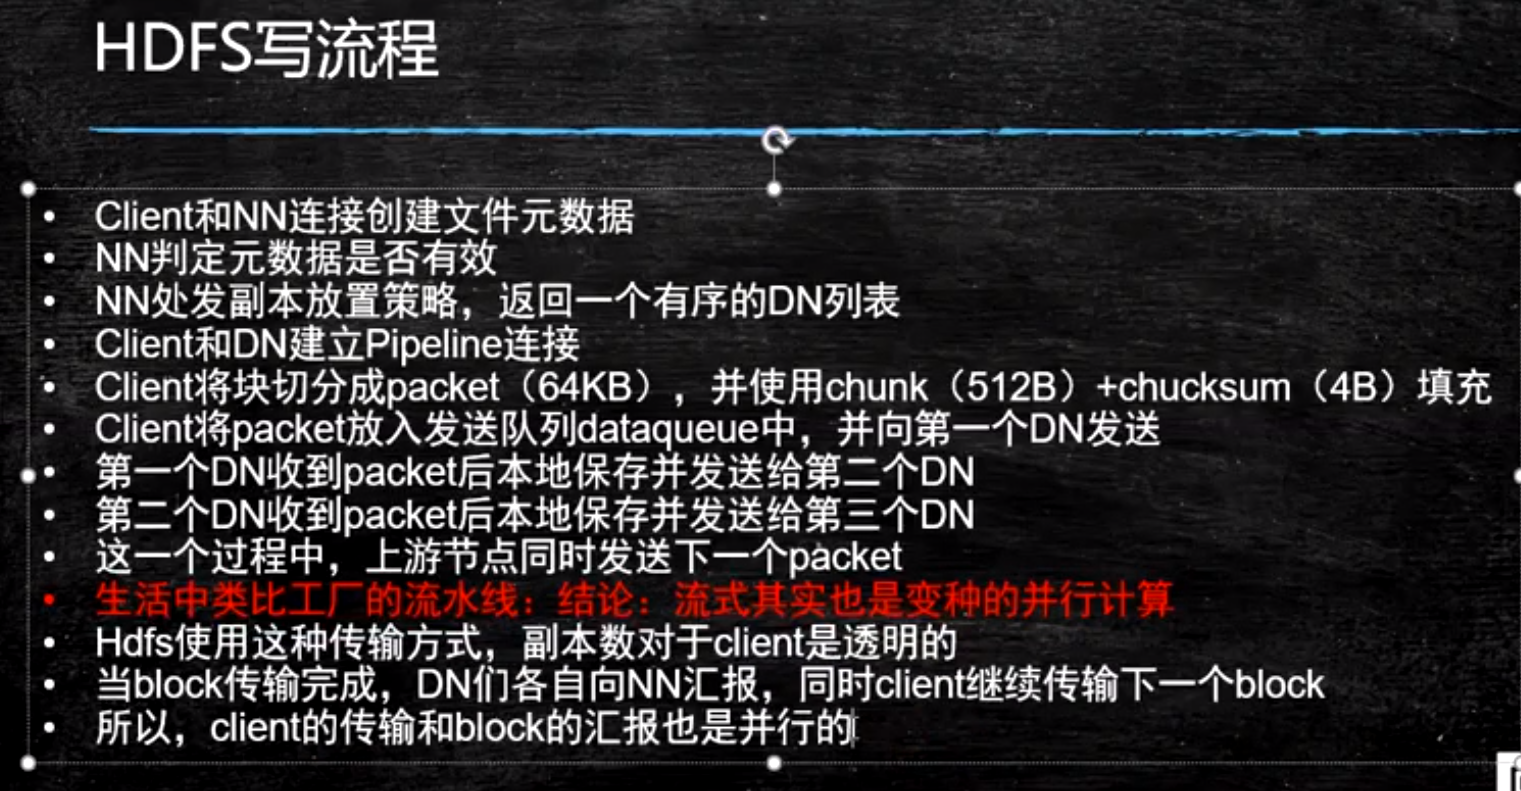 HDFS写流程
• Client和NN连接创建文件元数据
• NN判定元数据是否有效
• NN处发副本放置策略，返回一个有序的DN列表
• Client和DN建立Pipeline连接
• Client将块切分成packet（64KB），并使用chunk（512B）+chucksum（4B）填充
• Client将packet放入发送队列dataqueue中，并向第一个DN发送
• 第一个DN收到packet后本地保存并发送给第二个DN
• 第二个DN收到packet后本地保存并发送给第三个DN
• 这一个过程中，上游节点同时发送下一个packet
• 生活中类比工厂的流水线：结论：流式其实也是变种的并行计算
• Hdfs使用这种传输方式，副本数对于client是透明的
• 当block传输完成，DN们各自向NN汇报，同时client继续传输下一个block
• 所以，client的传输和block的汇报也是并行的